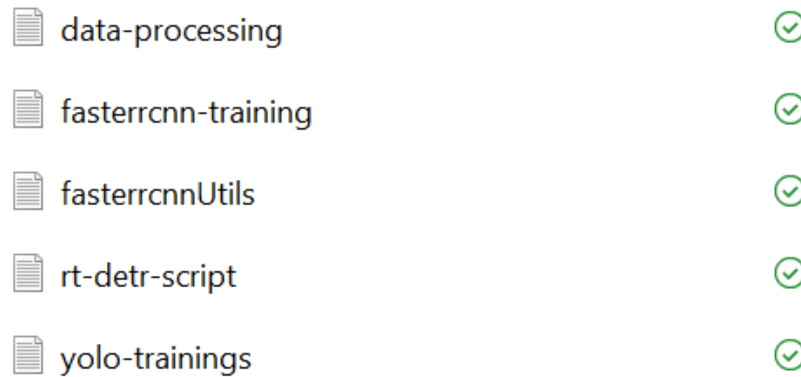 data-processing
fasterrcnn-training
fasterrcnnUtils
rt-detr-script
yolo-trainings